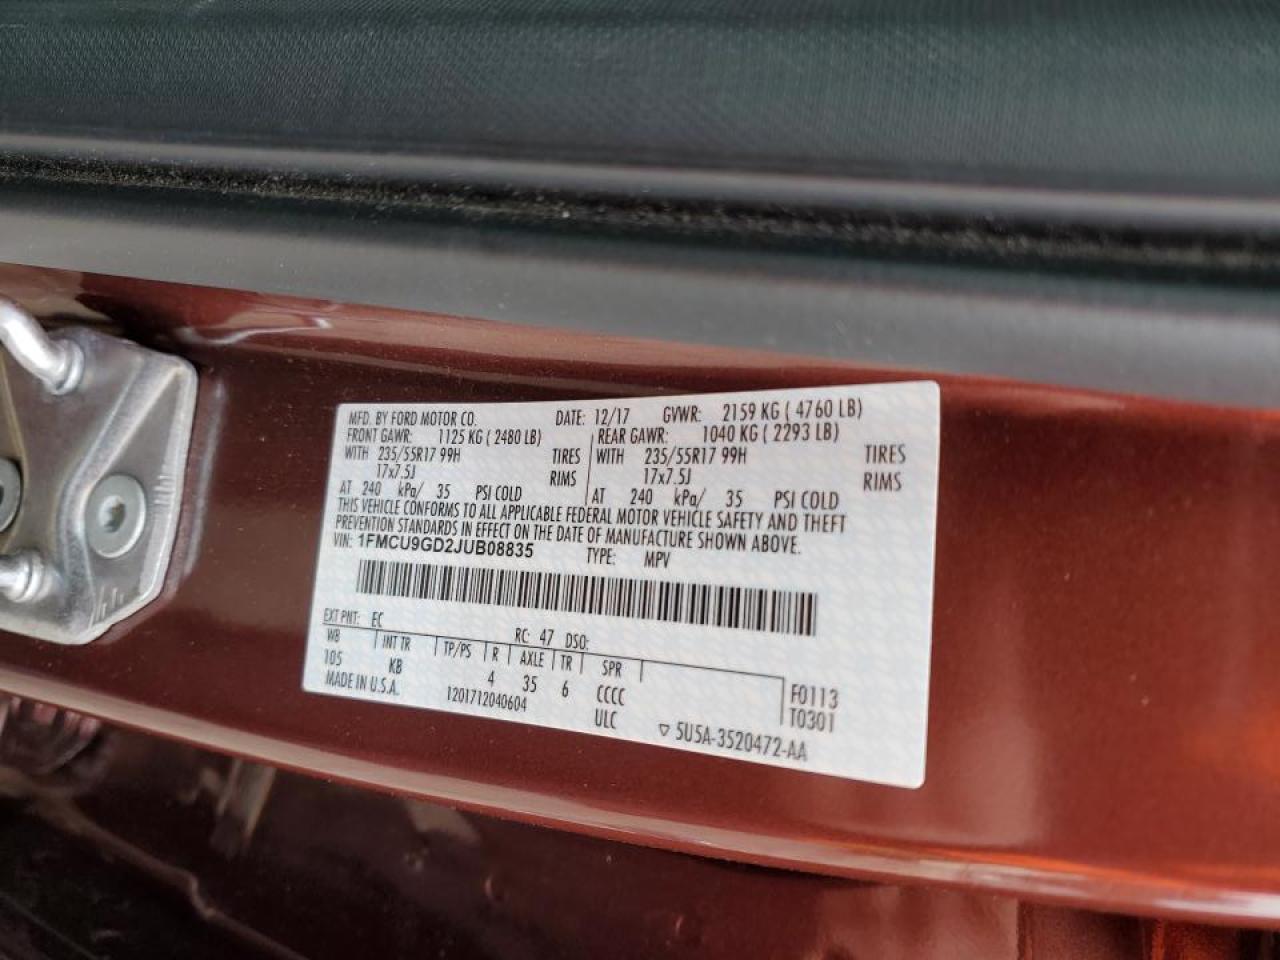 MFD. BY FORD MOTOR CO. DATE: 12/17 GVWR: 2159 KG ( 4760 LB)
FRONT GAWR: 1125 KG ( 2480 LB) REAR GAWR: 1040 KG ( 2293 LB)
WITH 235/55R17 99H TIRES WITH 235/55R17 99H TIRES
17x7.5J RIMS 17x7.5J RIMS
AT 240 kPa/ 35 PSI COLD AT 240 kPa/ 35 PSI COLD
THIS VEHICLE CONFORMS TO ALL APPLICABLE FEDERAL MOTOR VEHICLE SAFETY AND THEFT
PREVENTION STANDARDS IN EFFECT ON THE DATE OF MANUFACTURE SHOWN ABOVE.
VIN: 1FMCU9GD2JUB08835 TYPE: MPV
EXT PNT: EC RC: 47 DSO:
WB INT TR TP/PS R AXLE TR SPR
105 KB 4 35 6 CCCC F0113
MADE IN U.S.A. 1201712040604 ULC T0301
▽ 5U5A-3520472-AA